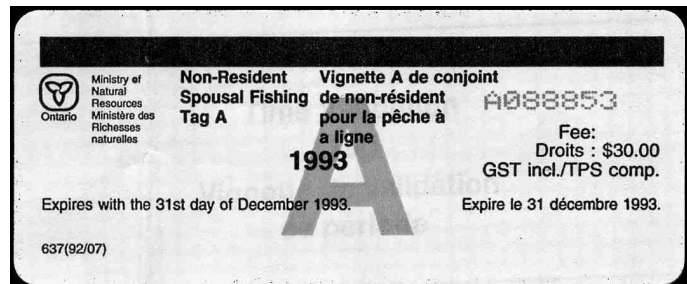 Ministry of
Natural
Resources
Ministère des
Richesses
naturelles
Ontario
Non-Resident
Spousal Fishing
Tag A
Vignette A de conjoint
de non-résident
pour la pêche à
a ligne
1993
A
A088853
Fee:
Droits : $30.00
GST incl./TPS comp.
Expires with the 31st day of December 1993.
Expire le 31 décembre 1993.
637(92/07)